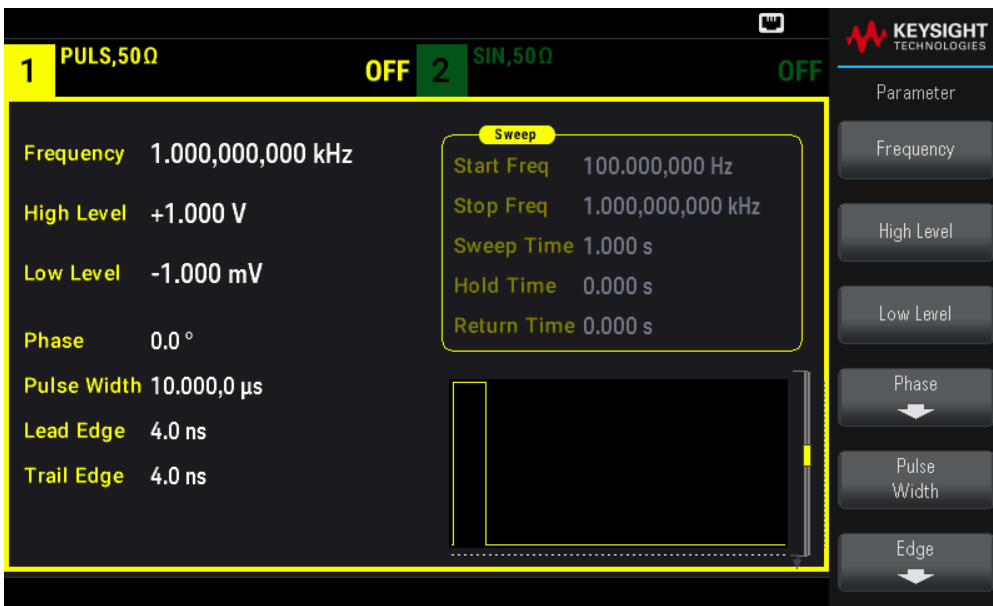 KEYSIGHT
TECHNOLOGIES
1 PULS,50Ω OFF
2 SIN,50Ω OFF
Frequency 1.000,000,000 kHz
High Level +1.000 V
Low Level -1.000 mV
Phase 0.0 °
Pulse Width 10.000,0 µs
Lead Edge 4.0 ns
Trail Edge 4.0 ns
Sweep
Start Freq 100.000,000 Hz
Stop Freq 1.000,000,000 kHz
Sweep Time 1.000 s
Hold Time 0.000 s
Return Time 0.000 s
Parameter
Frequency
High Level
Low Level
Phase
Pulse
Width
Edge